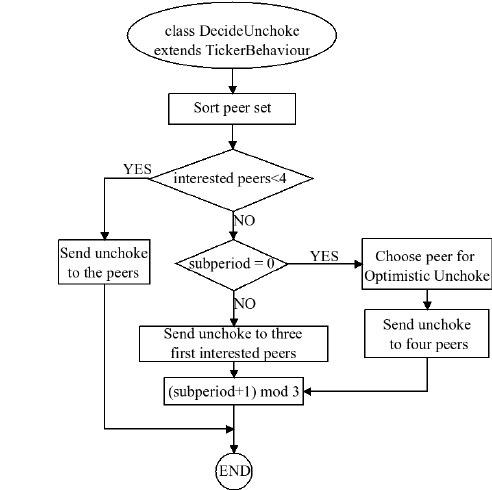 class DecideUnchoke
extends TickerBehaviour
Sort peer set
YES
interested peers<4
NO
Send unchoke
to the peers
subperiod = 0
YES
Choose peer for
Optimistic Unchoke
NO
Send unchoke to three
first interested peers
Send unchoke
to four peers
(subperiod+1) mod 3
END